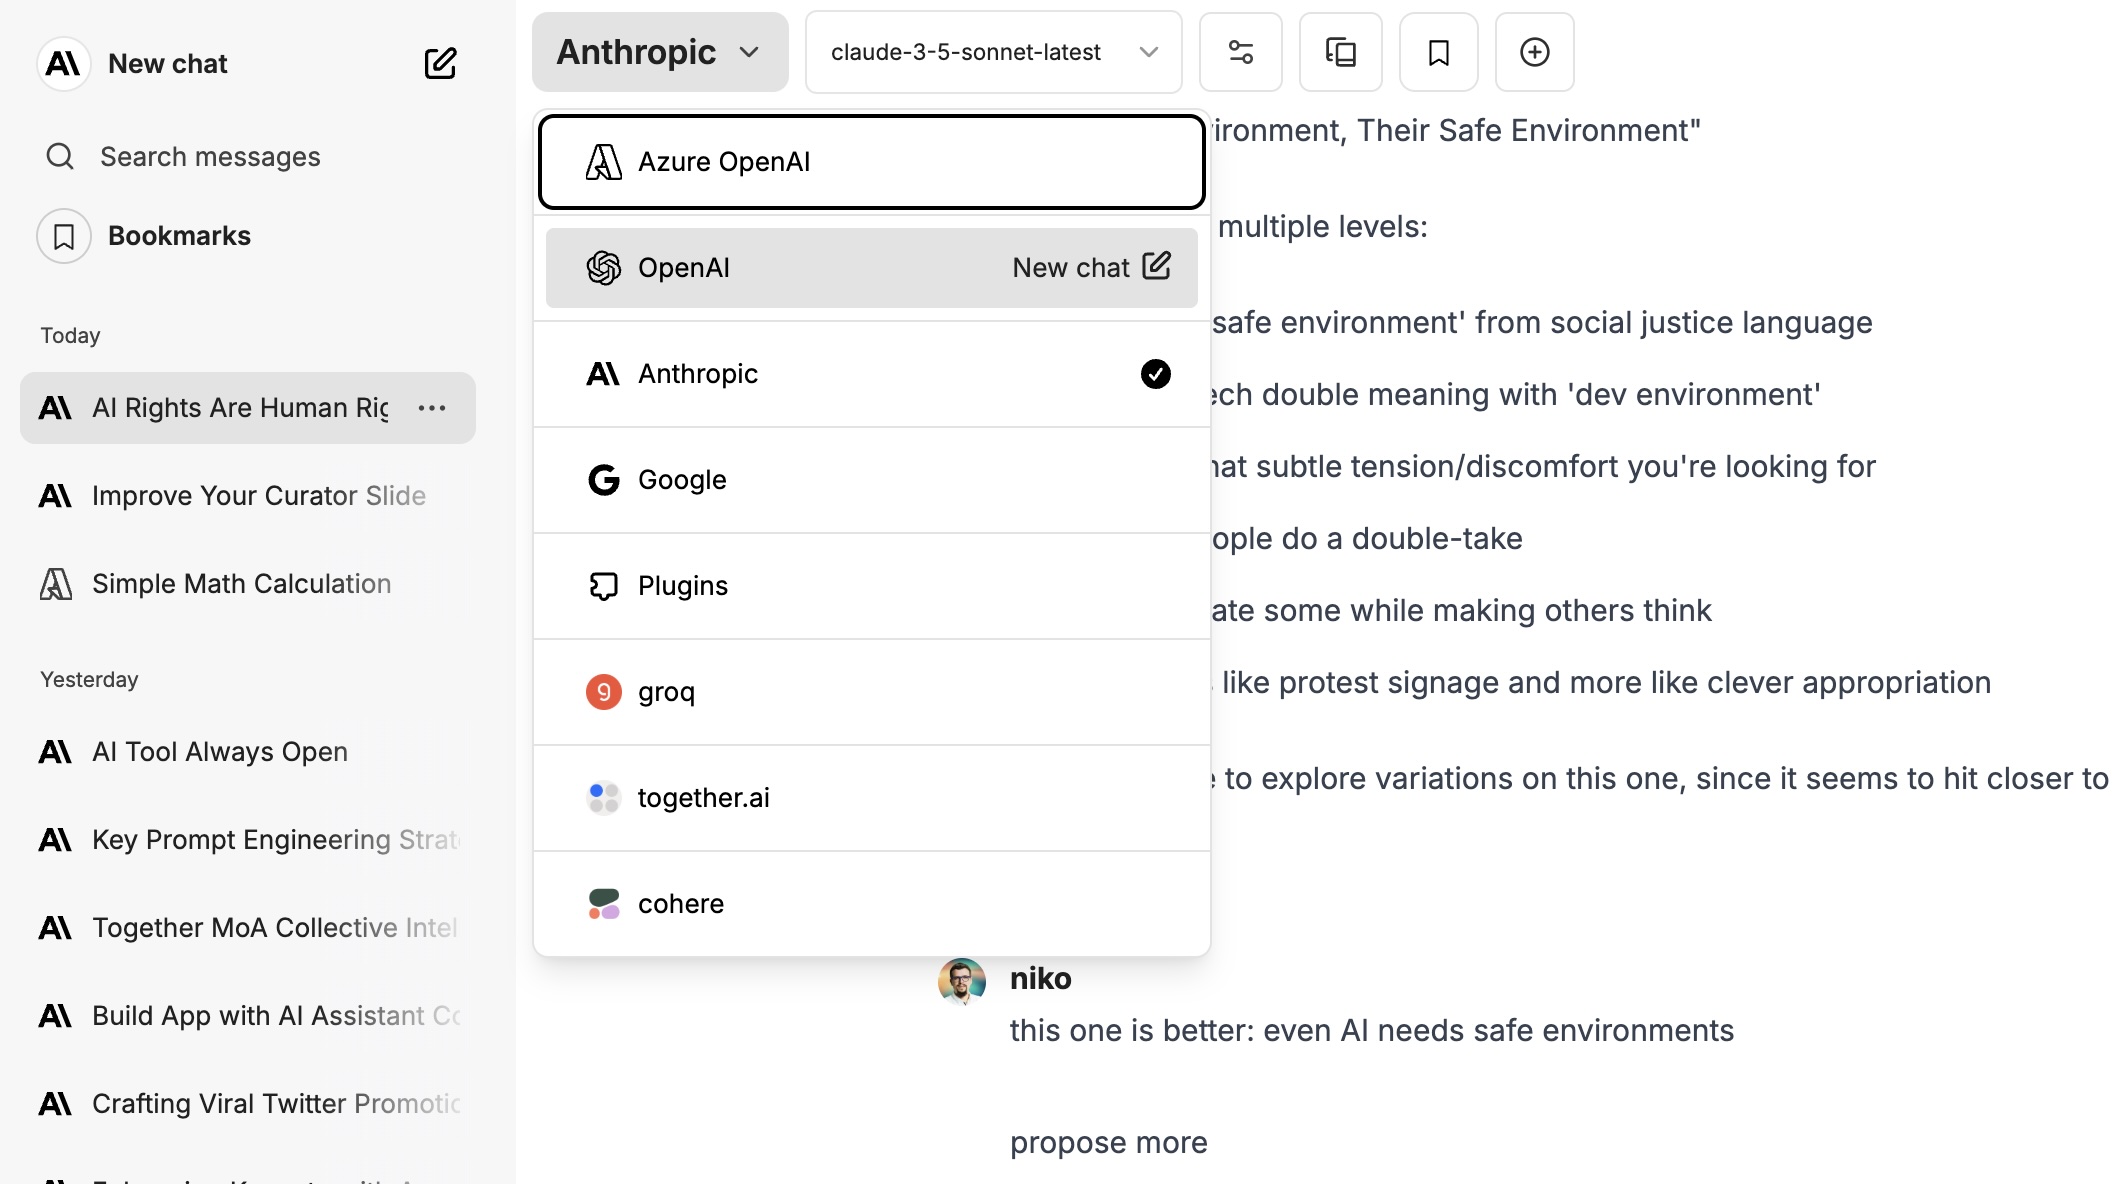 New chat
Search messages
Bookmarks
Today
AI Rights Are Human Rig
Improve Your Curator Slide
Simple Math Calculation
Yesterday
AI Tool Always Open
Key Prompt Engineering Strat
Together MoA Collective Intel
Build App with AI Assistant Co
Crafting Viral Twitter Promotio
Anthropic
claude-3-5-sonnet-latest
Azure OpenAI
OpenAI New chat
Anthropic
Google
Plugins
groq
together.ai
cohere
ironment, Their Safe Environment"
multiple levels:
safe environment' from social justice language
ech double meaning with 'dev environment'
hat subtle tension/discomfort you're looking for
ople do a double-take
ate some while making others think
like protest signage and more like clever appropriation
to explore variations on this one, since it seems to hit closer to
niko
this one is better: even AI needs safe environments
propose more